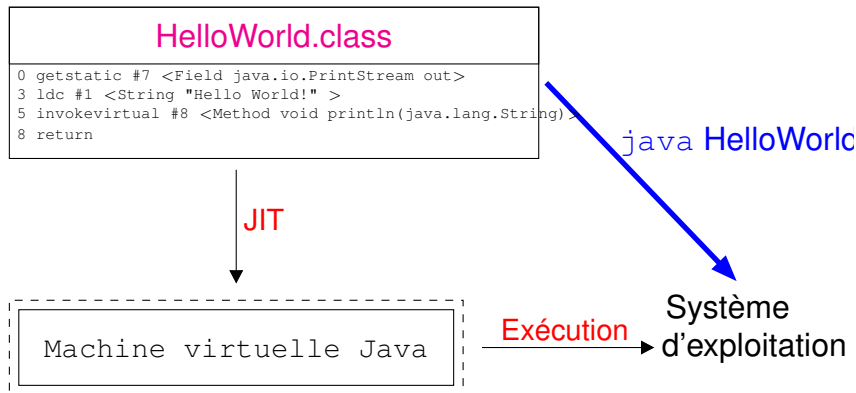 HelloWorld.class
0 getstatic #7 <Field java.io.PrintStream out>
3 ldc #1 <String "Hello World!" >
5 invokevirtual #8 <Method void println(java.lang.String)>
8 return
java HelloWorld
JIT
Machine virtuelle Java
Exécution
Système
d'exploitation